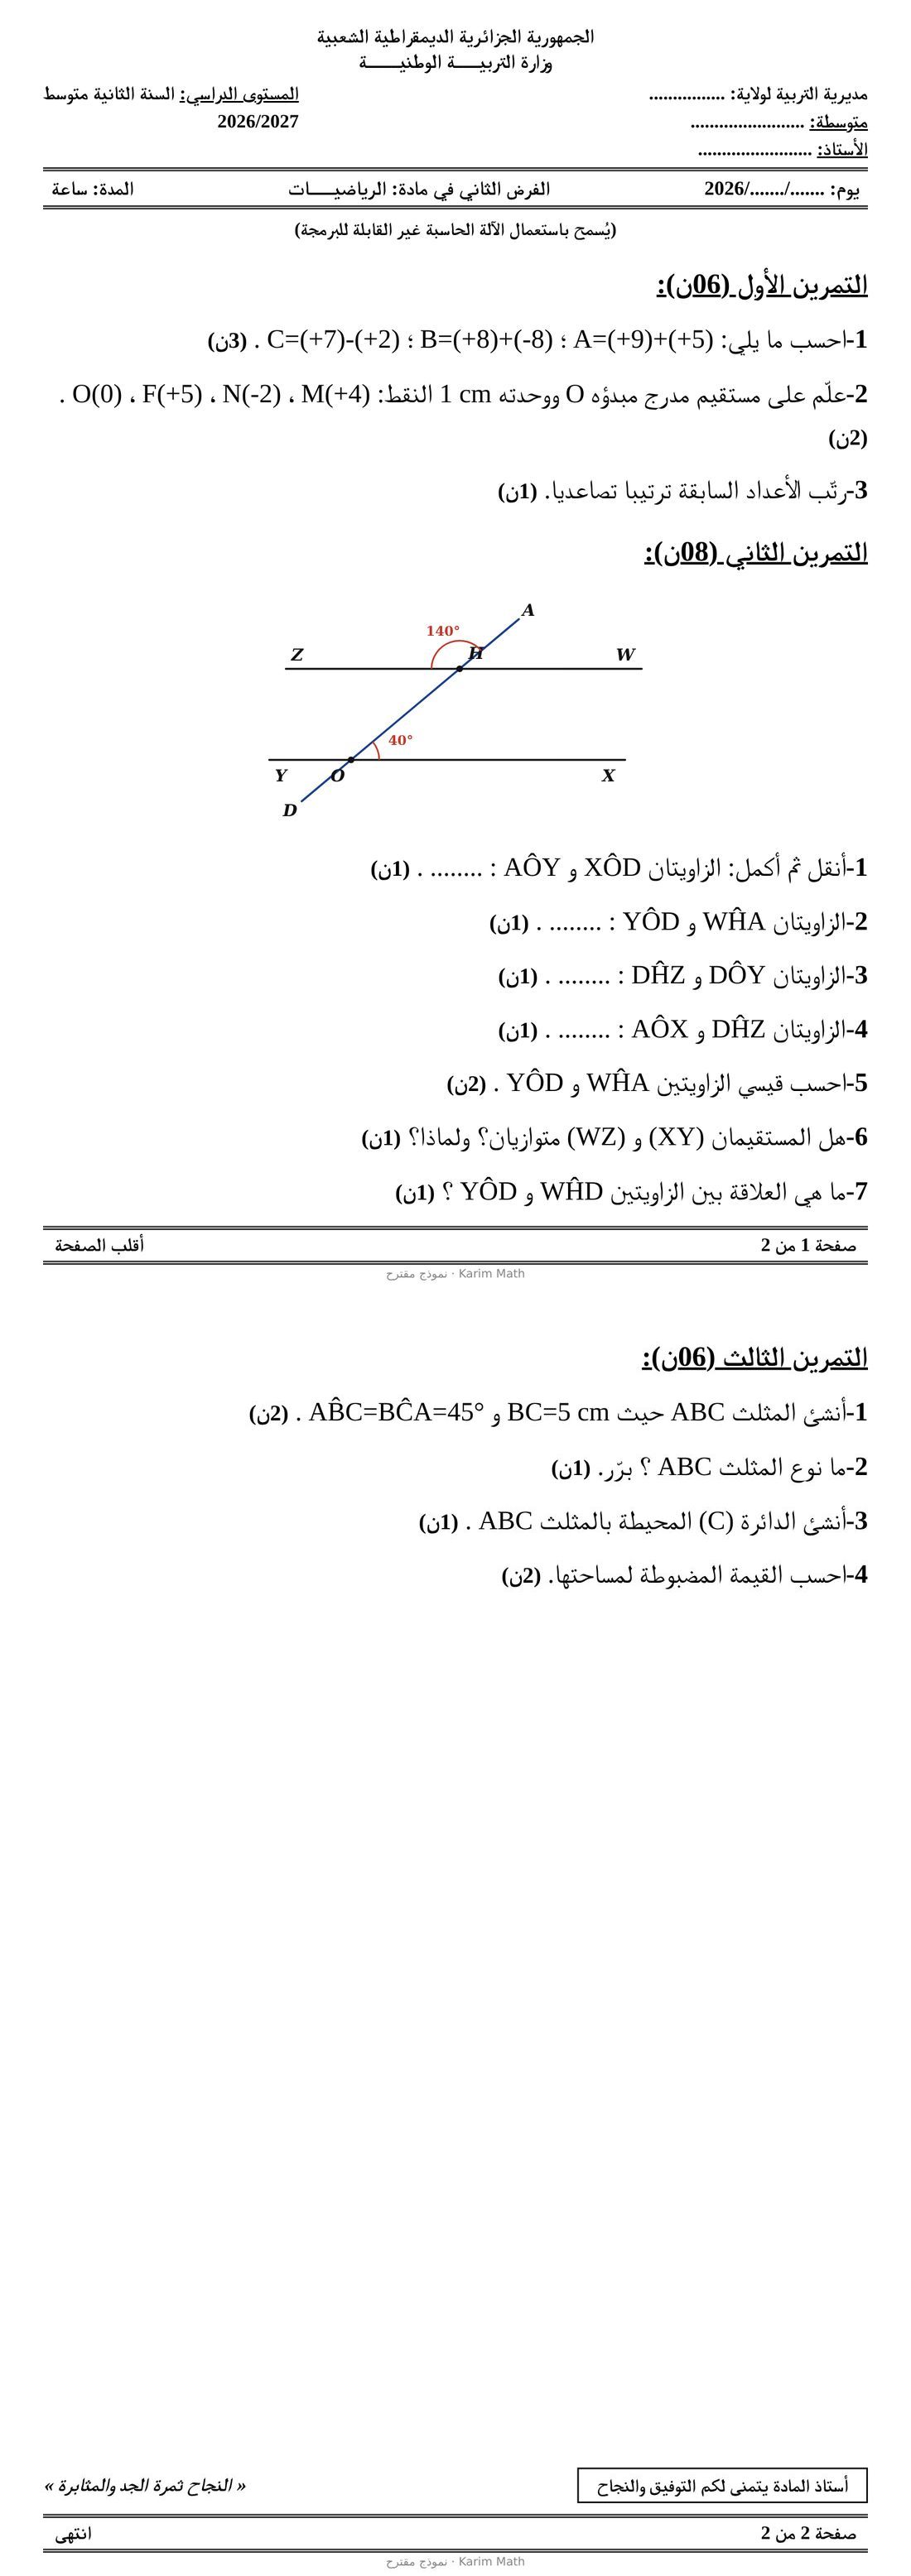 الجمهورية الجزائرية الديمقراطية الشعبية
وزارة التربيـــــة الوطنيــــــة
مديرية التربية لولاية: ................
المستوى الدراسي: السنة الثانية متوسط
متوسطة: ........................
2026/2027
الأستاذ: ........................
يوم: ......./......./2026
الفرض الثاني في مادة: الرياضيـــــات
المدة: ساعة
(يُسمح باستعمال الآلة الحاسبة غير القابلة للبرمجة)
التمرين الأول (06ن):
1-احسب ما يلي: A=(+9)+(+5) ؛ B=(+8)+(-8) ؛ C=(+7)-(+2) . (3ن)
2-علّم على مستقيم مدرج مبدؤه O ووحدته 1 cm النقط: M(+4) ، N(-2) ، F(+5) ، O(0) .
(2ن)
3-رتّب الأعداد السابقة ترتيبا تصاعديا. (1ن)
التمرين الثاني (08ن):
A
140°
Z
H
W
40°
Y
O
X
D
1-أنقل ثم أكمل: الزاويتان XÔD و AÔY : ........ . (1ن)
2-الزاويتان WĤA و YÔD : ........ . (1ن)
3-الزاويتان DÔY و DĤZ : ........ . (1ن)
4-الزاويتان DĤZ و AÔX : ........ . (1ن)
5-احسب قيسي الزاويتين WĤA و YÔD . (2ن)
6-هل المستقيمان (XY) و (WZ) متوازيان؟ ولماذا؟ (1ن)
7-ما هي العلاقة بين الزاويتين WĤD و YÔD ؟ (1ن)
صفحة 1 من 2
أقلب الصفحة
نموذج مقترح · Karim Math
التمرين الثالث (06ن):
1-أنشئ المثلث ABC حيث BC=5 cm و AB̂C=BĈA=45° . (2ن)
2-ما نوع المثلث ABC ؟ برّر. (1ن)
3-أنشئ الدائرة (C) المحيطة بالمثلث ABC . (1ن)
4-احسب القيمة المضبوطة لمساحتها. (2ن)
أستاذ المادة يتمنى لكم التوفيق والنجاح
« النجاح ثمرة الجد والمثابرة »
صفحة 2 من 2
انتهى
نموذج مقترح · Karim Math